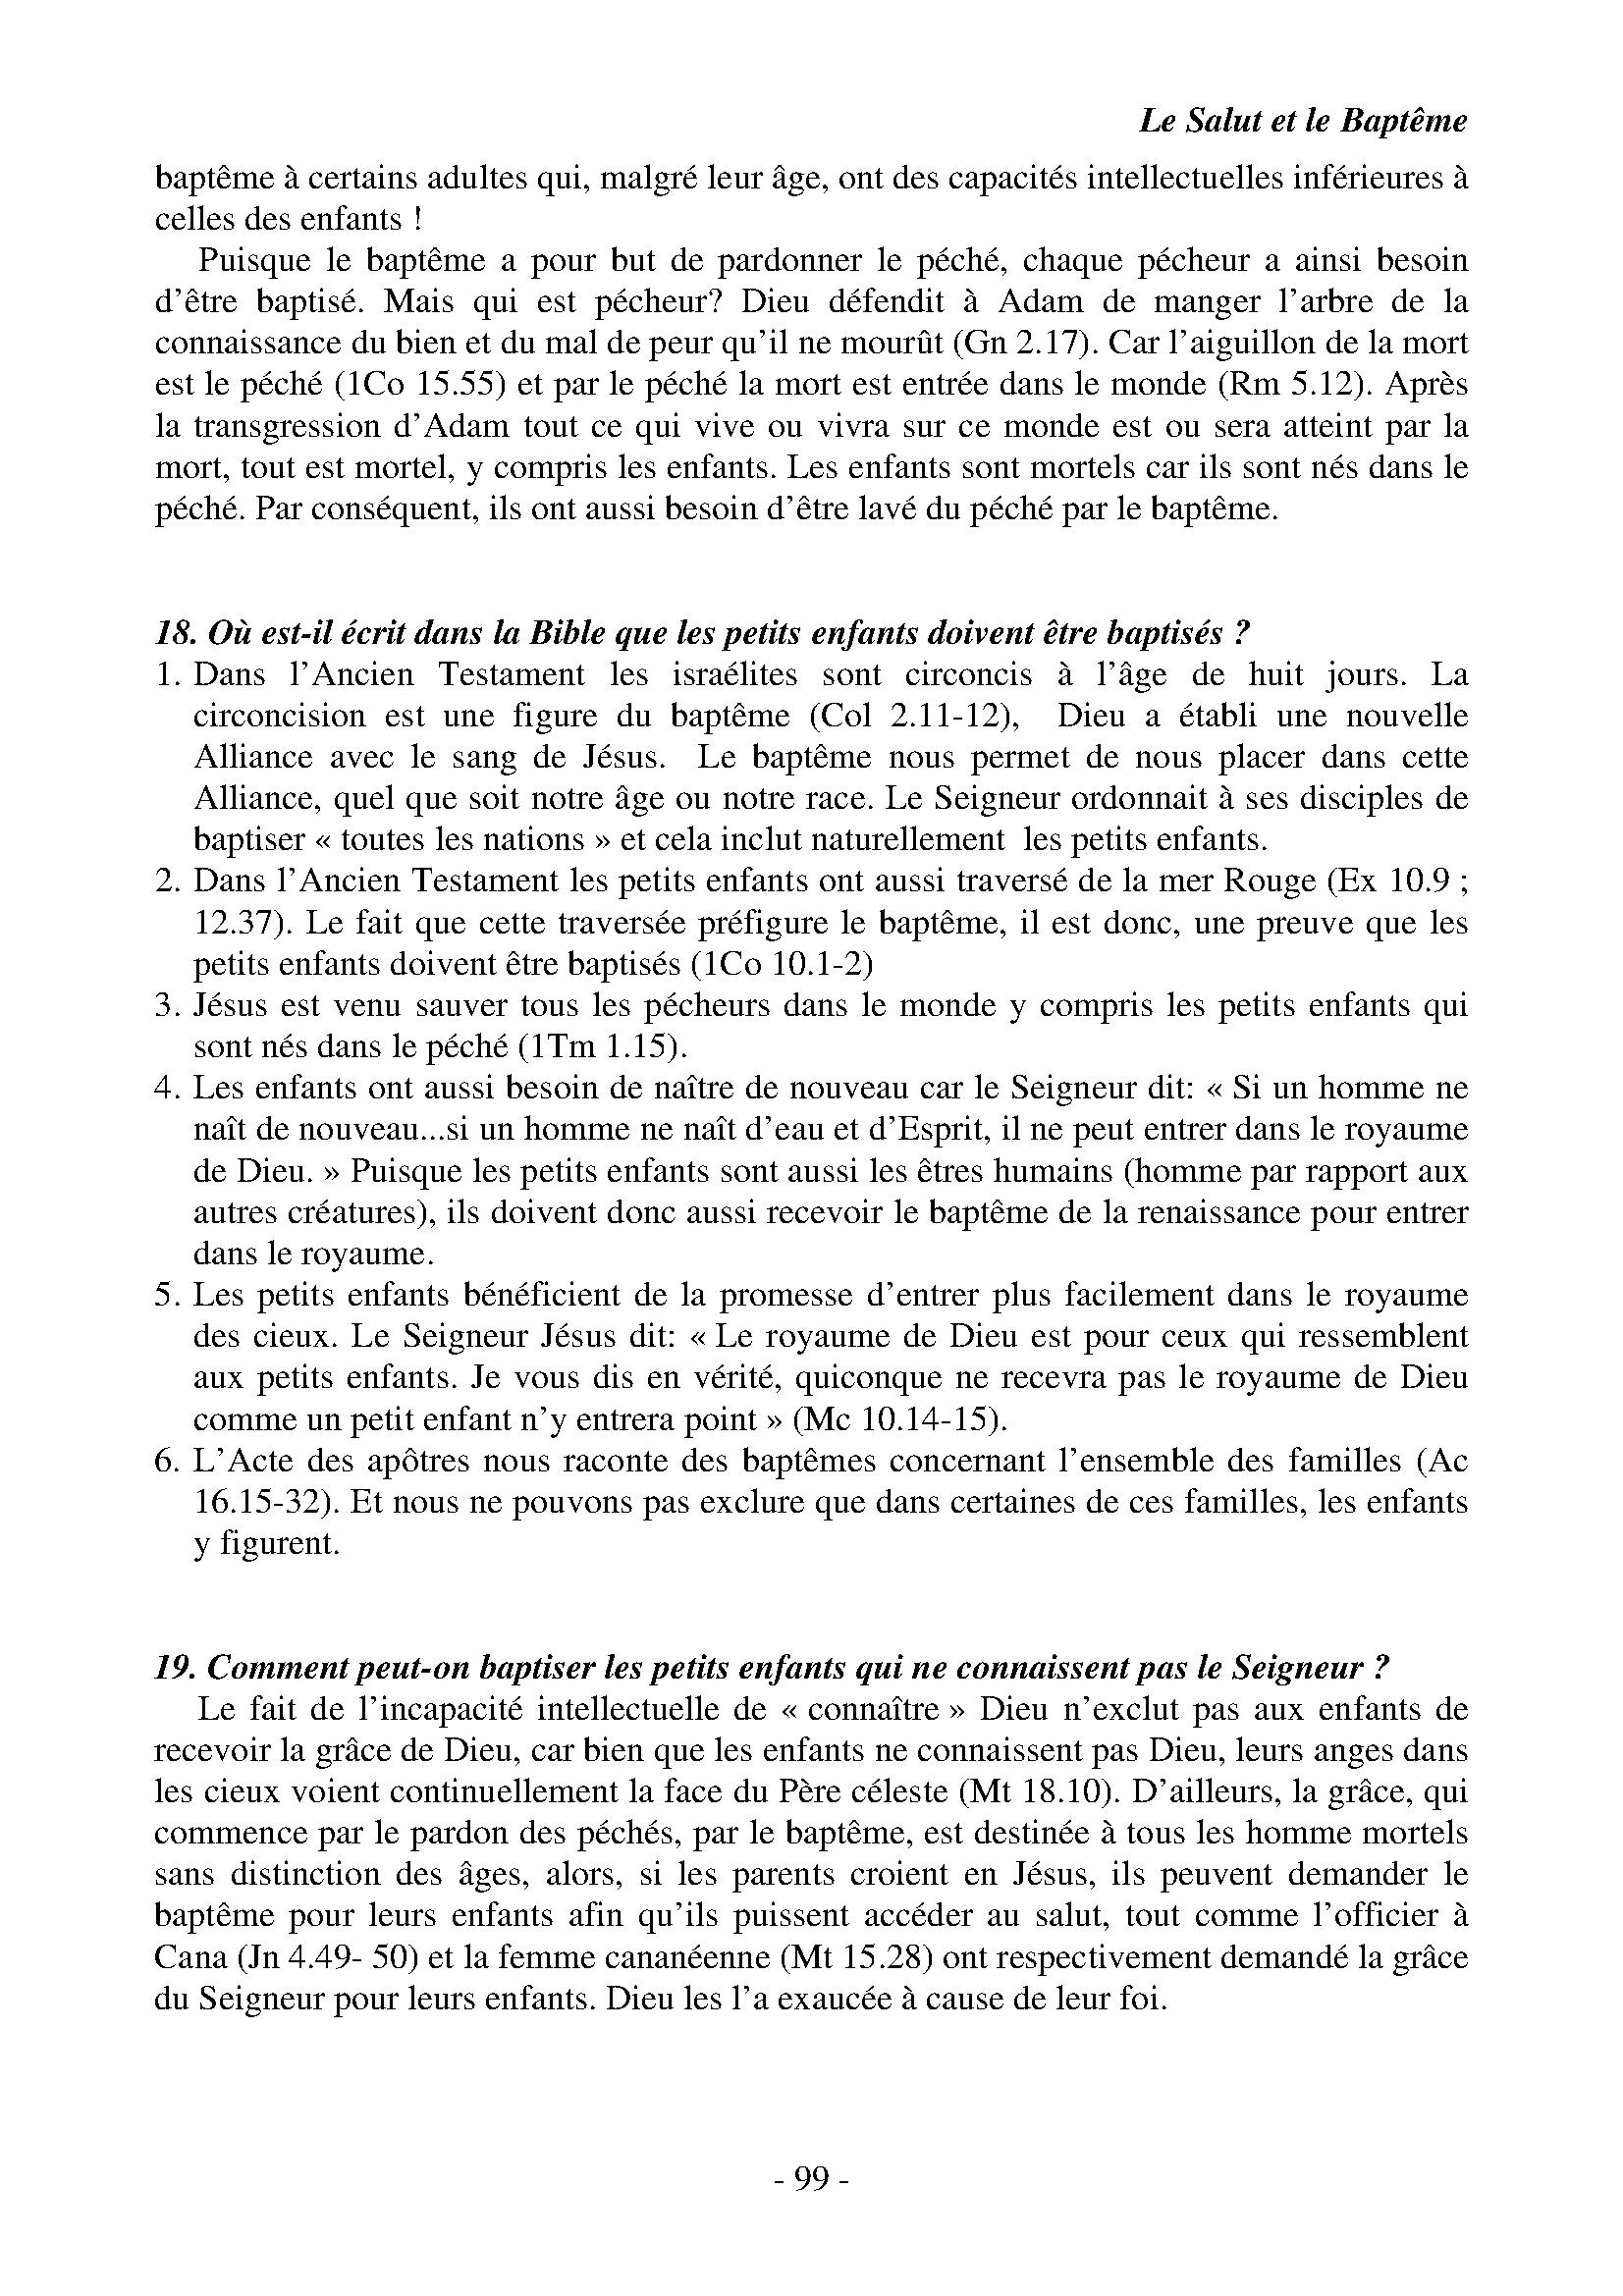 Le Salut et le Baptême
baptême à certains adultes qui, malgré leur âge, ont des capacités intellectuelles inférieures à
celles des enfants !
Puisque le baptême a pour but de pardonner le péché, chaque pécheur a ainsi besoin
d’être baptisé. Mais qui est pécheur? Dieu défendit à Adam de manger l’arbre de la
connaissance du bien et du mal de peur qu’il ne mourût (Gn 2.17). Car l’aiguillon de la mort
est le péché (1Co 15.55) et par le péché la mort est entrée dans le monde (Rm 5.12). Après
la transgression d’Adam tout ce qui vive ou vivra sur ce monde est ou sera atteint par la
mort, tout est mortel, y compris les enfants. Les enfants sont mortels car ils sont nés dans le
péché. Par conséquent, ils ont aussi besoin d’être lavé du péché par le baptême.
18. Où est-il écrit dans la Bible que les petits enfants doivent être baptisés ?
1. Dans l’Ancien Testament les israélites sont circoncis à l’âge de huit jours. La
circoncision est une figure du baptême (Col 2.11-12), Dieu a établi une nouvelle
Alliance avec le sang de Jésus. Le baptême nous permet de nous placer dans cette
Alliance, quel que soit notre âge ou notre race. Le Seigneur ordonnait à ses disciples de
baptiser « toutes les nations » et cela inclut naturellement les petits enfants.
2. Dans l’Ancien Testament les petits enfants ont aussi traversé de la mer Rouge (Ex 10.9 ;
12.37). Le fait que cette traversée préfigure le baptême, il est donc, une preuve que les
petits enfants doivent être baptisés (1Co 10.1-2)
3. Jésus est venu sauver tous les pécheurs dans le monde y compris les petits enfants qui
sont nés dans le péché (1Tm 1.15).
4. Les enfants ont aussi besoin de naître de nouveau car le Seigneur dit: « Si un homme ne
naît de nouveau...si un homme ne naît d’eau et d’Esprit, il ne peut entrer dans le royaume
de Dieu. » Puisque les petits enfants sont aussi les êtres humains (homme par rapport aux
autres créatures), ils doivent donc aussi recevoir le baptême de la renaissance pour entrer
dans le royaume.
5. Les petits enfants bénéficient de la promesse d’entrer plus facilement dans le royaume
des cieux. Le Seigneur Jésus dit: « Le royaume de Dieu est pour ceux qui ressemblent
aux petits enfants. Je vous dis en vérité, quiconque ne recevra pas le royaume de Dieu
comme un petit enfant n’y entrera point » (Mc 10.14-15).
6. L’Acte des apôtres nous raconte des baptêmes concernant l’ensemble des familles (Ac
16.15-32). Et nous ne pouvons pas exclure que dans certaines de ces familles, les enfants
y figurent.
19. Comment peut-on baptiser les petits enfants qui ne connaissent pas le Seigneur ?
Le fait de l’incapacité intellectuelle de « connaître » Dieu n’exclut pas aux enfants de
recevoir la grâce de Dieu, car bien que les enfants ne connaissent pas Dieu, leurs anges dans
les cieux voient continuellement la face du Père céleste (Mt 18.10). D’ailleurs, la grâce, qui
commence par le pardon des péchés, par le baptême, est destinée à tous les homme mortels
sans distinction des âges, alors, si les parents croient en Jésus, ils peuvent demander le
baptême pour leurs enfants afin qu’ils puissent accéder au salut, tout comme l’officier à
Cana (Jn 4.49- 50) et la femme cananéenne (Mt 15.28) ont respectivement demandé la grâce
du Seigneur pour leurs enfants. Dieu les l’a exaucée à cause de leur foi.
- 99 -